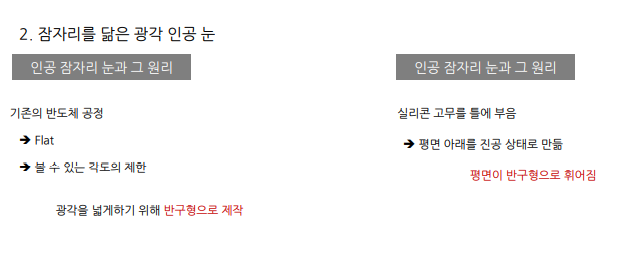 2. 잠자리를 닮은 광각 인공 눈
인공 잠자리 눈과 그 원리
기존의 반도체 공정
➔ Flat
➔ 볼 수 있는 각도의 제한
광각을 넓게하기 위해 반구형으로 제작
인공 잠자리 눈과 그 원리
실리콘 고무를 틀에 부음
➔ 평면 아래를 진공 상태로 만듦
평면이 반구형으로 휘어짐